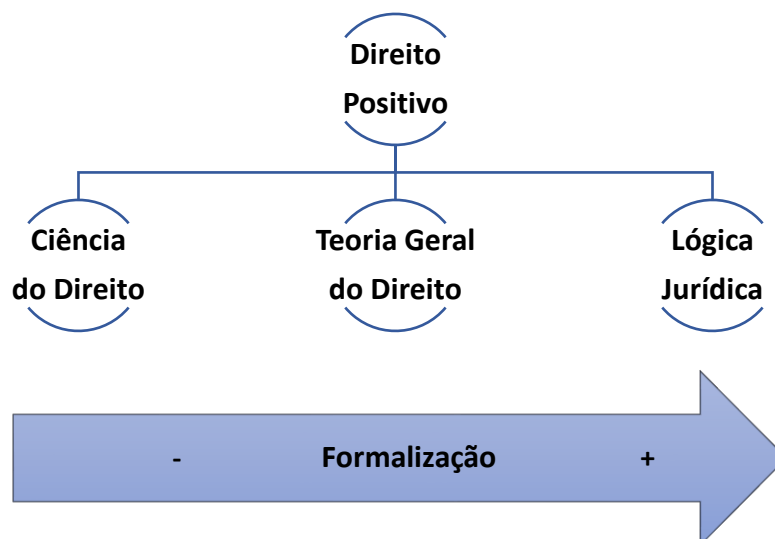 Direito
Positivo
Ciência
do Direito
Teoria Geral
do Direito
Lógica
Jurídica
- Formalização +